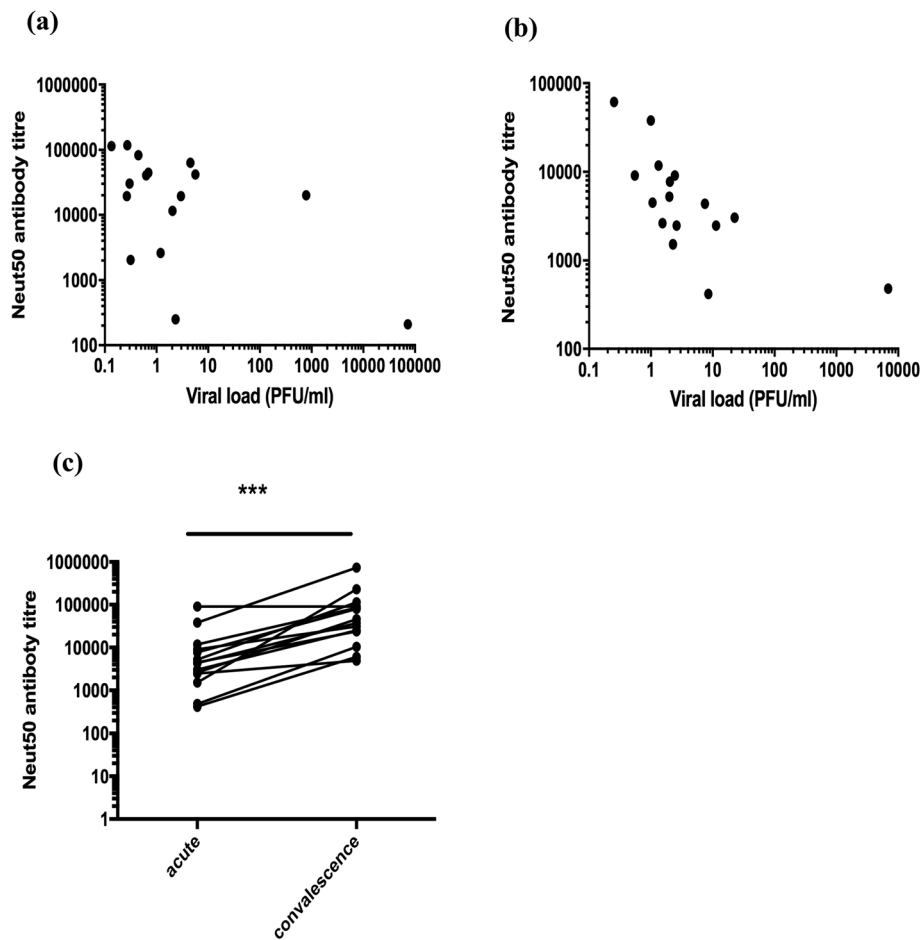 (a)
Neut50 antibody titre
1000000
100000
10000
1000
100
0.1 1 10 100 1000 10000 100000
Viral load (PFU/ml)
(b)
Neut50 antibody titre
100000
10000
1000
100
0.1 1 10 100 1000 10000
Viral load (PFU/ml)
(c)
***
Neut50 antiboty titre
1000000
100000
10000
1000
100
10
1
acute
convalescence